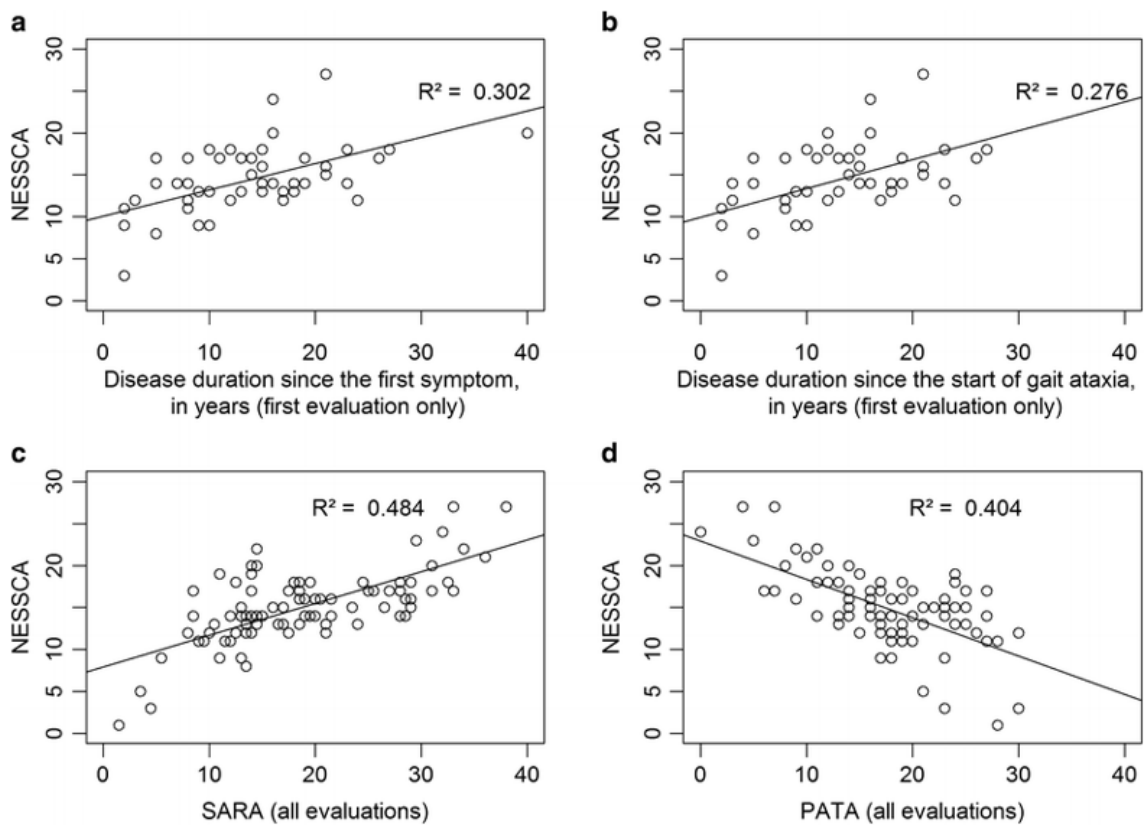 a
30
20
10
5
0
NESSCA
R² = 0.302
0 10 20 30 40
Disease duration since the first symptom,
in years (first evaluation only)
b
30
20
10
5
0
NESSCA
R² = 0.276
0 10 20 30 40
Disease duration since the start of gait ataxia,
in years (first evaluation only)
c
30
20
10
5
0
NESSCA
R² = 0.484
0 10 20 30 40
SARA (all evaluations)
d
30
20
10
5
0
NESSCA
R² = 0.404
0 10 20 30 40
PATA (all evaluations)